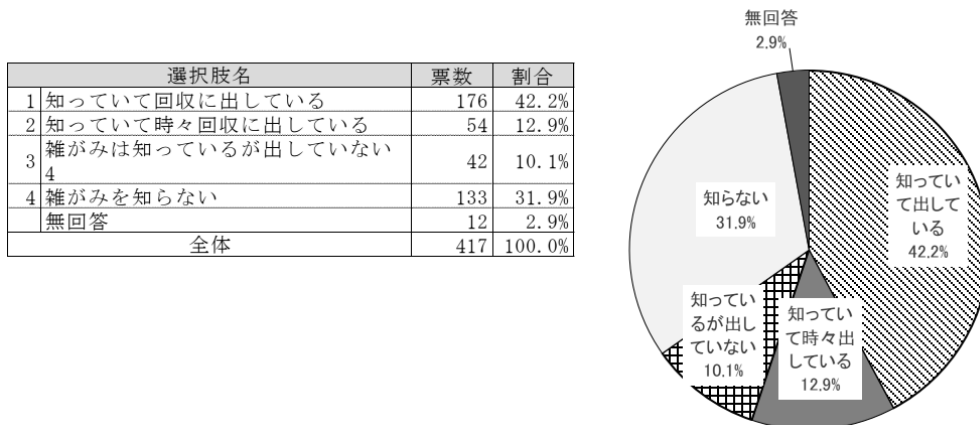 選択肢名 票数 割合
1 知っていて回収に出している 176 42.2%
2 知っていて時々回収に出している 54 12.9%
3 雑がみは知っているが出していない
4 42 10.1%
4 雑がみを知らない 133 31.9%
無回答 12 2.9%
全体 417 100.0%
無回答
2.9%
知ってい
て出して
いる
42.2%
知ってい
て時々出
している
12.9%
知ってい
るが出し
ていない
10.1%
知らない
31.9%